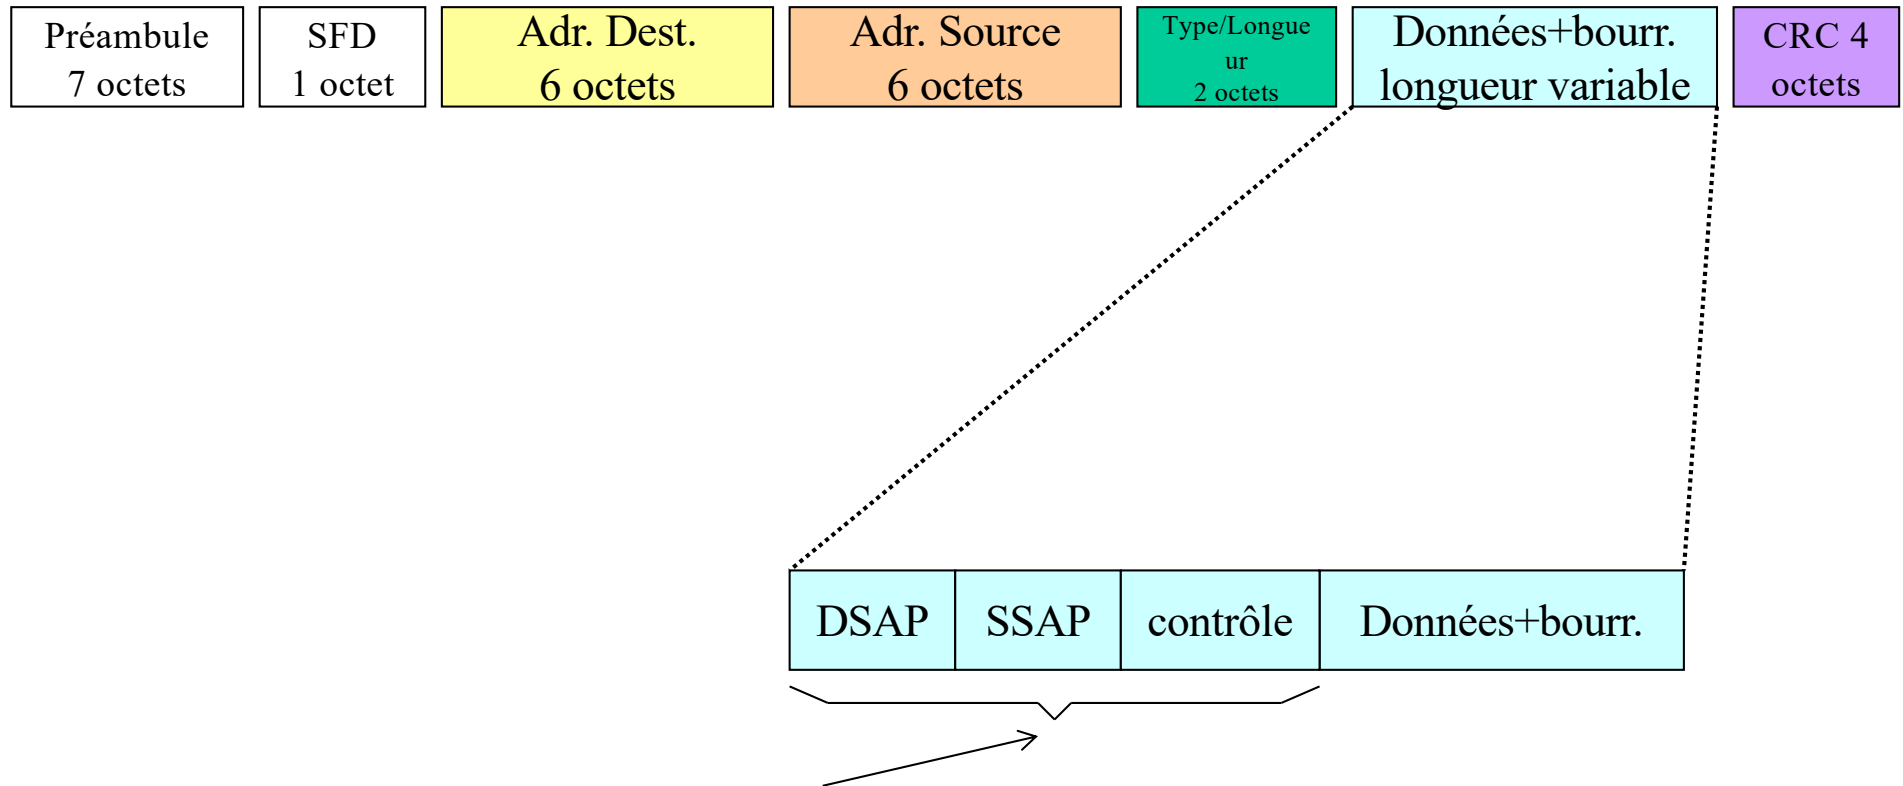 Préambule
7 octets
SFD
1 octet
Adr. Dest.
6 octets
Adr. Source
6 octets
Type/Longue
ur
2 octets
Données+bourr.
longueur variable
CRC 4
octets
DSAP
SSAP
contrôle
Données+bourr.